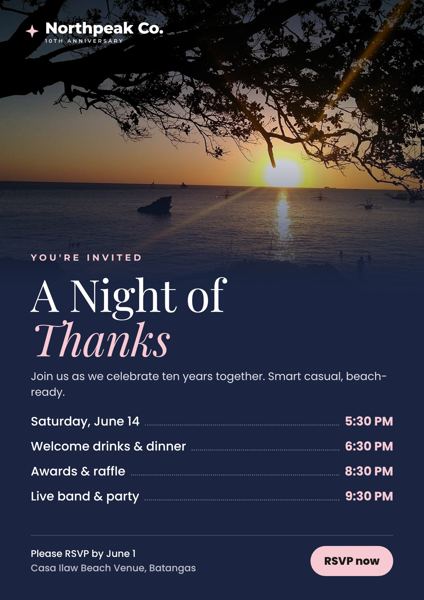 Northpeak Co.
10TH ANNIVERSARY
YOU'RE INVITED
A Night of
Thanks
Join us as we celebrate ten years together. Smart casual, beach-
ready.
Saturday, June 14 5:30 PM
Welcome drinks & dinner 6:30 PM
Awards & raffle 8:30 PM
Live band & party 9:30 PM
Please RSVP by June 1
Casa Ilaw Beach Venue, Batangas
RSVP now